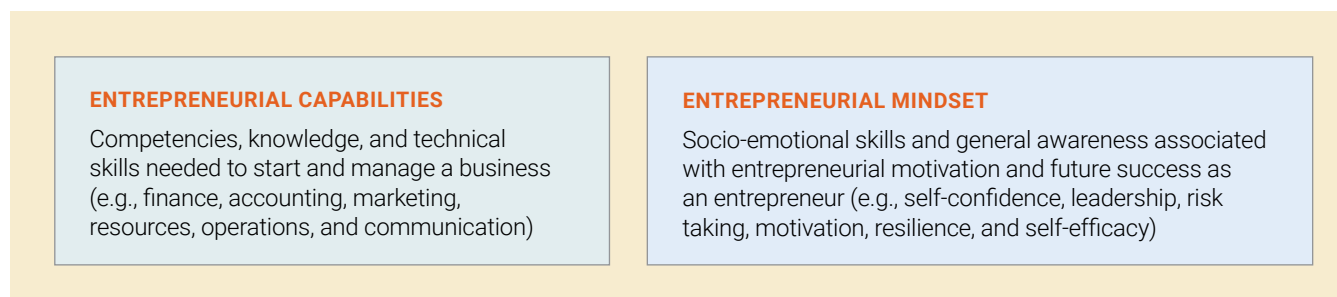 ENTREPRENEURIAL CAPABILITIES
Competencies, knowledge, and technical
skills needed to start and manage a business
(e.g., finance, accounting, marketing,
resources, operations, and communication)
ENTREPRENEURIAL MINDSET
Socio-emotional skills and general awareness associated
with entrepreneurial motivation and future success as
an entrepreneur (e.g., self-confidence, leadership, risk
taking, motivation, resilience, and self-efficacy)